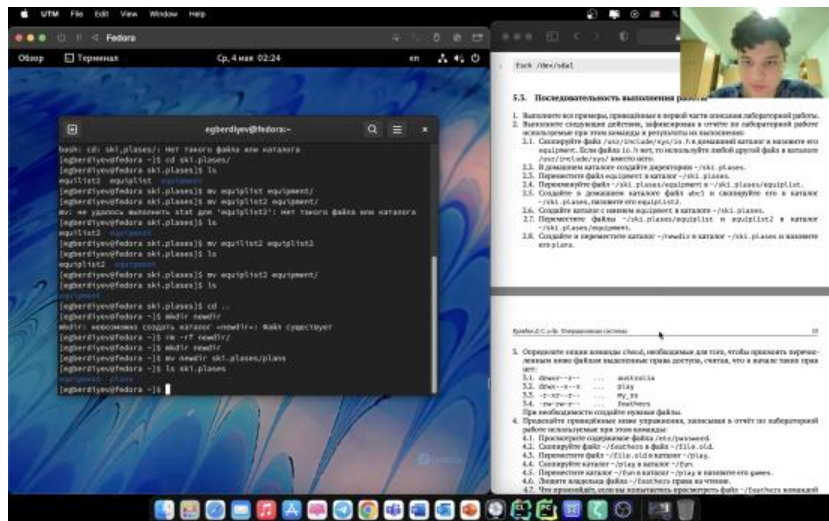 UTM File Edit View Window Help
Fedora
Обзор Терминал Ср, 4 мая 02:24 en
egberdiyev@fedora:~
bash: cd: ski,plases/: Нет такого файла или каталога
[egberdiyev@fedora ~]$ cd ski.plases/
[egberdiyev@fedora ski.plases]$ ls
equilist2 equiplist equipment
[egberdiyev@fedora ski.plases]$ mv equiplist equipment/
[egberdiyev@fedora ski.plases]$ mv equiplist2 equipment/
mv: не удалось выполнить stat для 'equiplist2': Нет такого файла или каталога
[egberdiyev@fedora ski.plases]$ ls
equilist2 equipment
[egberdiyev@fedora ski.plases]$ mv equilist2 equiplist2
[egberdiyev@fedora ski.plases]$ ls
equiplist2 equipment
[egberdiyev@fedora ski.plases]$ mv equiplist2 equipment/
[egberdiyev@fedora ski.plases]$ ls
equipment
[egberdiyev@fedora ski.plases]$ cd ..
[egberdiyev@fedora ~]$ mkdir newdir
mkdir: невозможно создать каталог «newdir»: Файл существует
[egberdiyev@fedora ~]$ rm -rf newdir/
[egberdiyev@fedora ~]$ mkdir newdir
[egberdiyev@fedora ~]$ mv newdir ski.plases/plans
[egberdiyev@fedora ~]$ ls ski.plases
equipment plans
[egberdiyev@fedora ~]$
fsck /dev/sda1
5.3. Последовательность выполнения работы
1. Выполните все примеры, приведённые в первой части описания лабораторной работы.
2. Выполните следующие действия, зафиксировав в отчёте по лабораторной работе
используемые при этом команды и результаты их выполнения:
2.1. Скопируйте файл /usr/include/sys/io.h в домашний каталог и назовите его
equipment. Если файла io.h нет, то используйте любой другой файл в каталоге
/usr/include/sys/ вместо него.
2.2. В домашнем каталоге создайте директорию ~/ski.plases.
2.3. Переместите файл equipment в каталог ~/ski.plases.
2.4. Переименуйте файл ~/ski.plases/equipment в ~/ski.plases/equiplist.
2.5. Создайте в домашнем каталоге файл abc1 и скопируйте его в каталог
~/ski.plases, назовите его equiplist2.
2.6. Создайте каталог с именем equipment в каталоге ~/ski.plases.
2.7. Переместите файлы ~/ski.plases/equiplist и equiplist2 в каталог
~/ski.plases/equipment.
2.8. Создайте и переместите каталог ~/newdir в каталог ~/ski.plases и назовите
его plans.
Операционные системы
3. Определите опции команды chmod, необходимые для того, чтобы присвоить перечис-
ленным ниже файлам выделенные права доступа, считая, что в начале таких прав
нет:
3.1. drwxr--r-- ... australia
3.2. drwx--x--x ... play
3.3. -r-xr--r-- ... my_os
3.4. -rw-rw-r-- ... feathers
При необходимости создайте нужные файлы.
4. Проделайте приведённые ниже упражнения, записывая в отчёт по лабораторной
работе используемые при этом команды:
4.1. Просмотрите содержимое файла /etc/password.
4.2. Скопируйте файл ~/feathers в файл ~/file.old.
4.3. Переместите файл ~/file.old в каталог ~/play.
4.4. Скопируйте каталог ~/play в каталог ~/fun.
4.5. Переместите каталог ~/fun в каталог ~/play и назовите его games.
4.6. Лишите владельца файла ~/feathers права на чтение.
4.7. Что произойдёт, если вы попытаетесь просмотреть файл ~/feathers командой